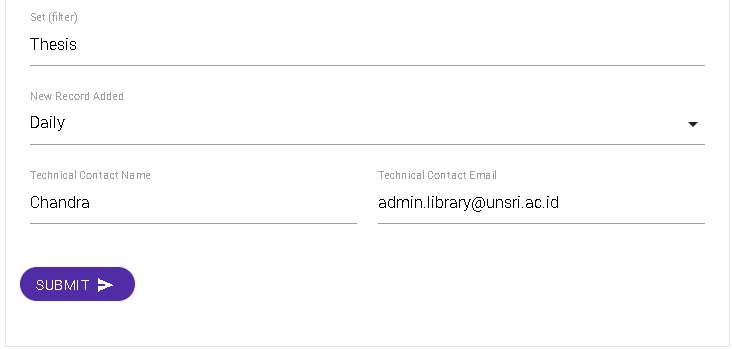 Set (filter)
Thesis
New Record Added
Daily
Technical Contact Name
Technical Contact Email
Chandra
admin.library@unsri.ac.id
SUBMIT